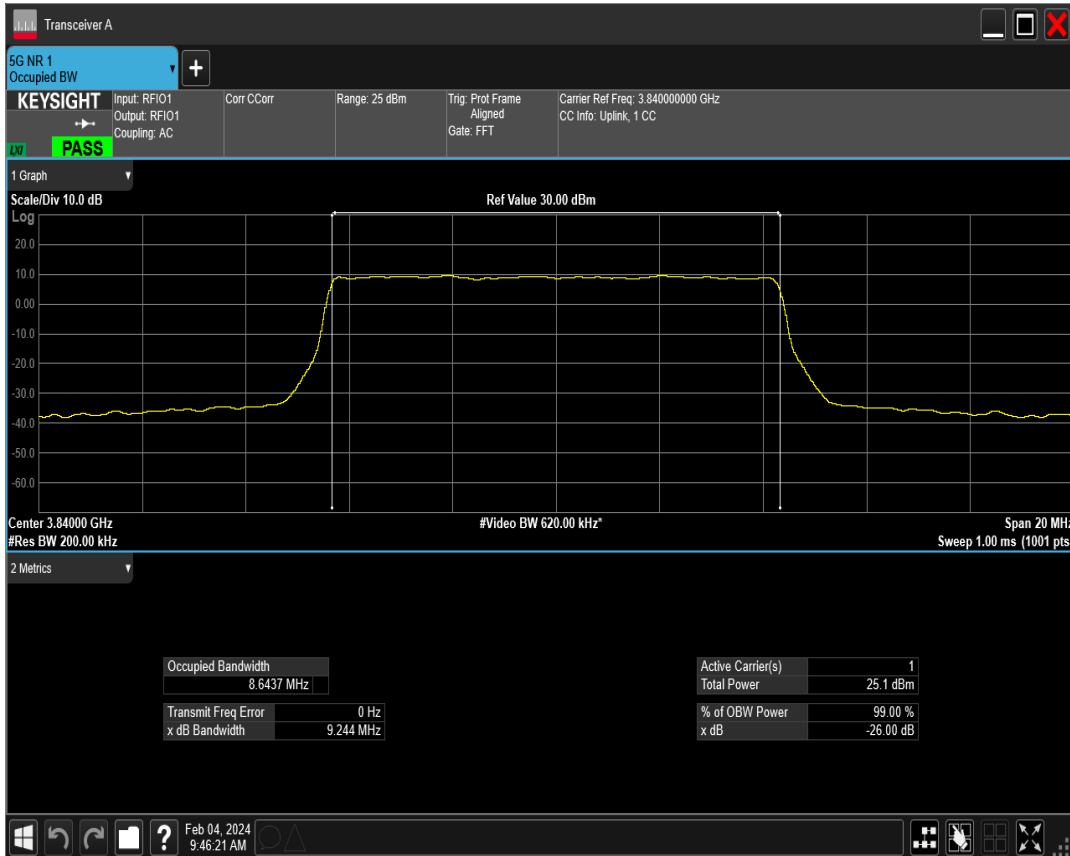 Transceiver A
5G NR 1
Occupied BW
+
KEYSIGHT
LXI
PASS
Input: RFIO1
Output: RFIO1
Coupling: AC
Corr CCorr
Range: 25 dBm
Trig: Prot Frame
Aligned
Gate: FFT
Carrier Ref Freq: 3.840000000 GHz
CC Info: Uplink, 1 CC
1 Graph
Scale/Div 10.0 dB
Ref Value 30.00 dBm
Log
20.0
10.0
0.00
-10.0
-20.0
-30.0
-40.0
-50.0
-60.0
Center 3.84000 GHz
#Video BW 620.00 kHz*
Span 20 MHz
#Res BW 200.00 kHz
Sweep 1.00 ms (1001 pts
2 Metrics
Occupied Bandwidth
8.6437 MHz
Transmit Freq Error 0 Hz
x dB Bandwidth 9.244 MHz
Active Carrier(s) 1
Total Power 25.1 dBm
% of OBW Power 99.00 %
x dB -26.00 dB
?
Feb 04, 2024
9:46:21 AM